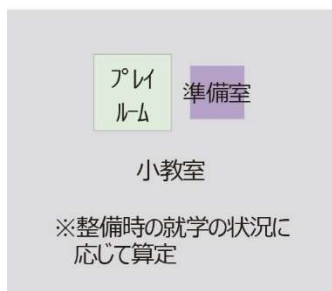 プレイ
ルーム
準備室
小教室
※整備時の就学の状況に
応じて算定